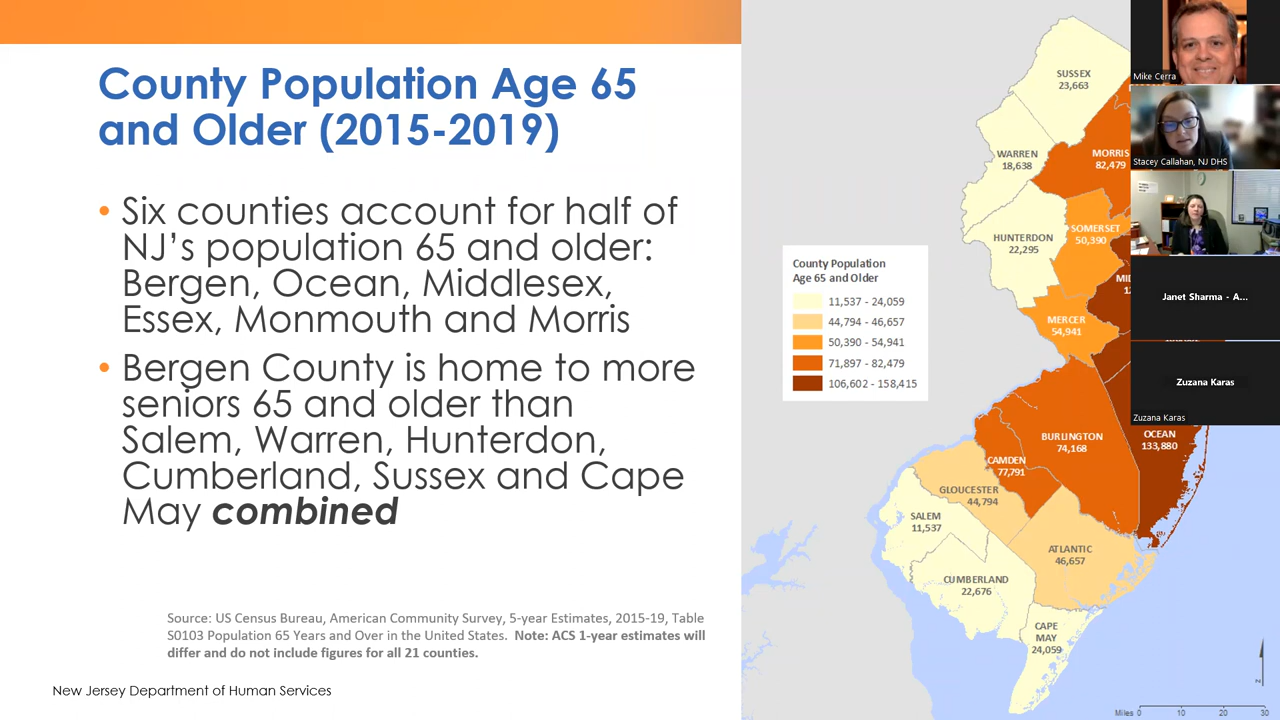 County Population Age 65
and Older (2015-2019)
• Six counties account for half of
NJ’s population 65 and older:
Bergen, Ocean, Middlesex,
Essex, Monmouth and Morris
• Bergen County is home to more
seniors 65 and older than
Salem, Warren, Hunterdon,
Cumberland, Sussex and Cape
May combined
Source: US Census Bureau, American Community Survey, 5-year Estimates, 2015-19, Table
S0103 Population 65 Years and Over in the United States.  Note: ACS 1-year estimates will
differ and do not include figures for all 21 counties.
New Jersey Department of Human Services
County Population
Age 65 and Older
11,537 - 24,059
44,794 - 46,657
50,390 - 54,941
71,897 - 82,479
106,602 - 158,415
SUSSEX
23,663
WARREN
18,638
MORRIS
82,479
HUNTERDON
22,295
SOMERSET
50,390
MERCER
54,941
BURLINGTON
74,168
OCEAN
133,880
CAMDEN
77,791
GLOUCESTER
44,794
SALEM
11,537
ATLANTIC
46,657
CUMBERLAND
22,676
CAPE
MAY
24,059
Miles 0 10 20 30
N
Mike Cerra
Stacey Callahan, NJ DHS
Janet Sharma - A...
Zuzana Karas
Zuzana Karas